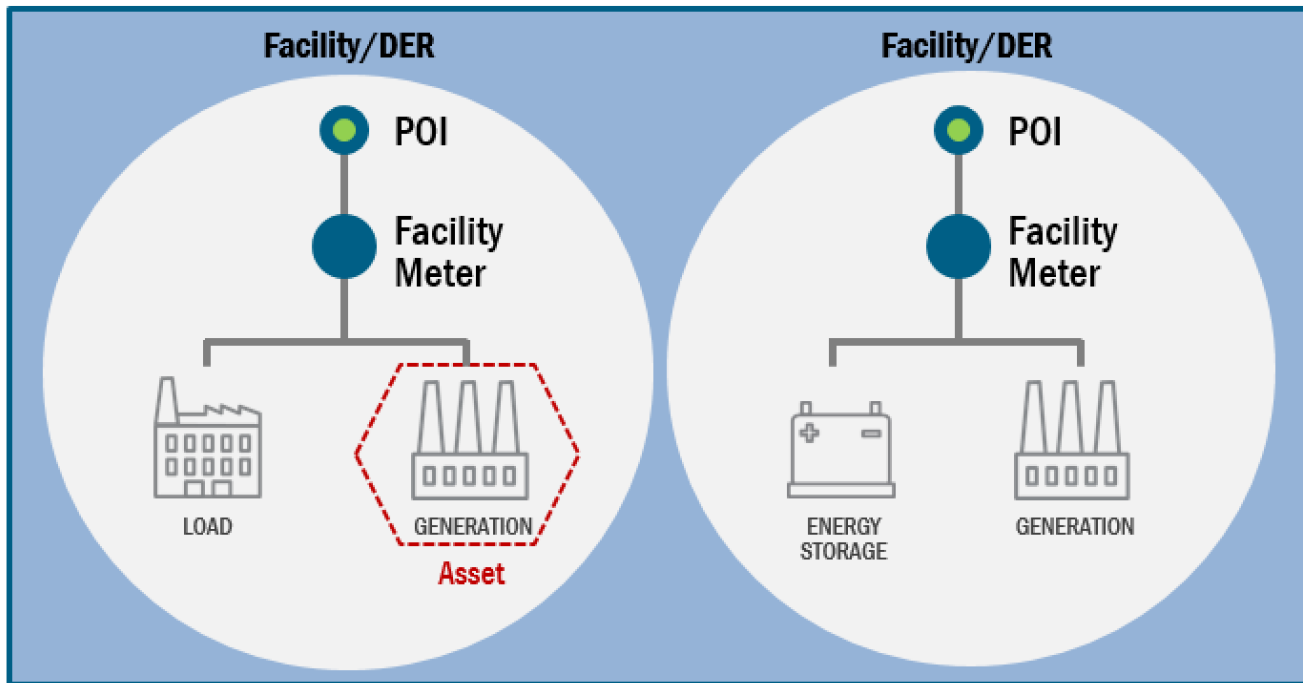 Facility/DER
POI
Facility
Meter
LOAD
GENERATION
Asset
Facility/DER
POI
Facility
Meter
ENERGY
STORAGE
GENERATION